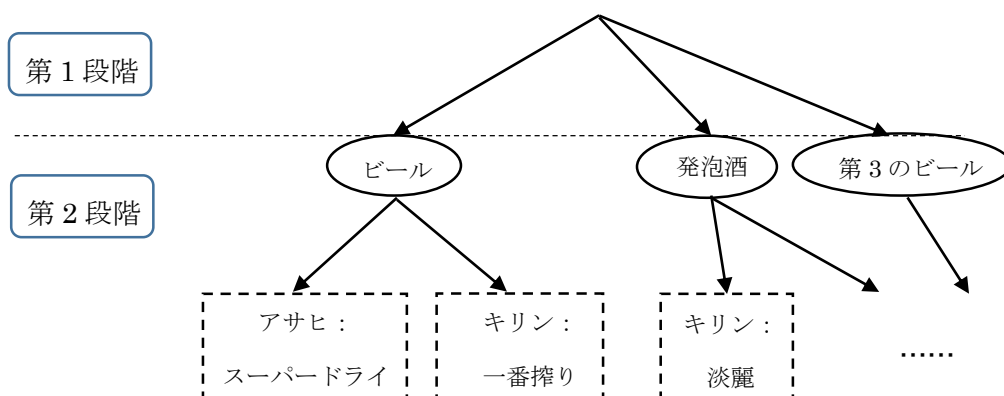 第１段階
ビール
発泡酒
第３のビール
第２段階
アサヒ：
スーパードライ
キリン：
一番搾り
キリン：
淡麗
……